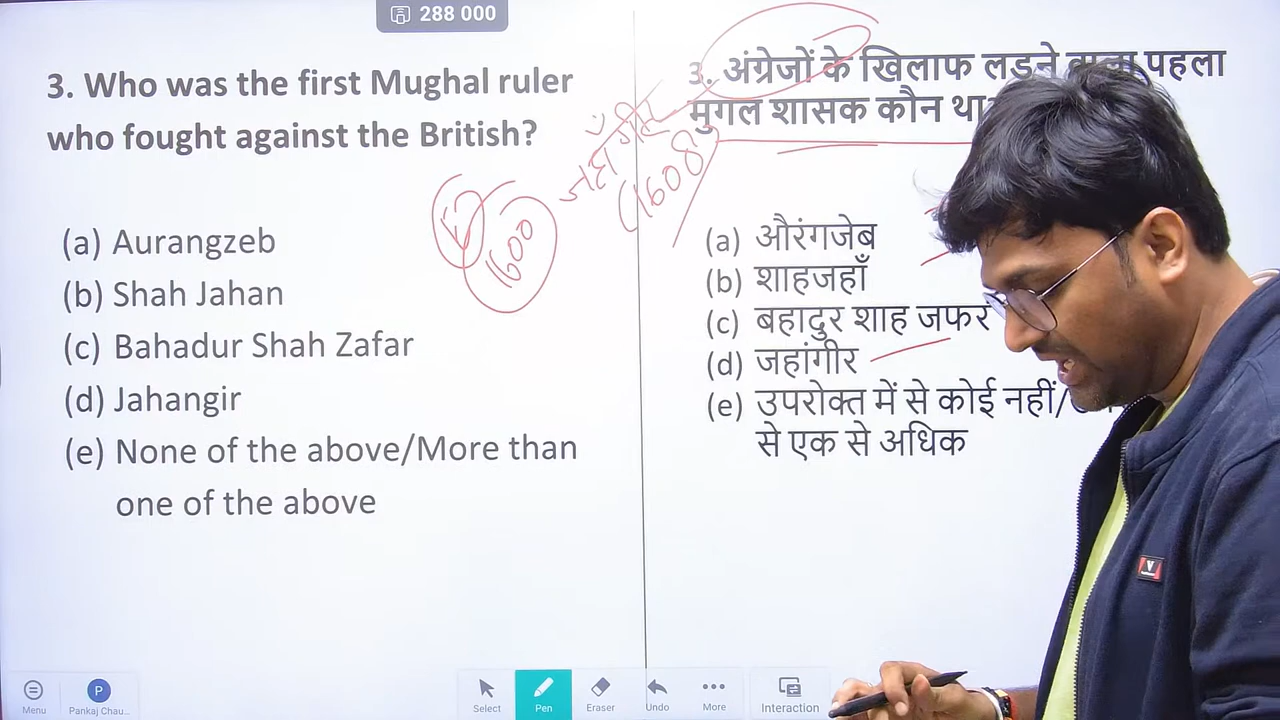 288 000
3. Who was the first Mughal ruler
who fought against the British?
(a) Aurangzeb
(b) Shah Jahan
(c) Bahadur Shah Zafar
(d) Jahangir
(e) None of the above/More than
one of the above
1600
जहाँगीर
(1608)
3. अंग्रेजों के खिलाफ लड़ने वाला पहला
मुगल शासक कौन था
(a) औरंगजेब
(b) शाहजहाँ
(c) बहादुर शाह जफर
(d) जहांगीर
(e) उपरोक्त में से कोई नहीं/
से एक से अधिक
Menu
P
Pankaj Chau...
Select
Pen
Eraser
Undo
More
Interaction